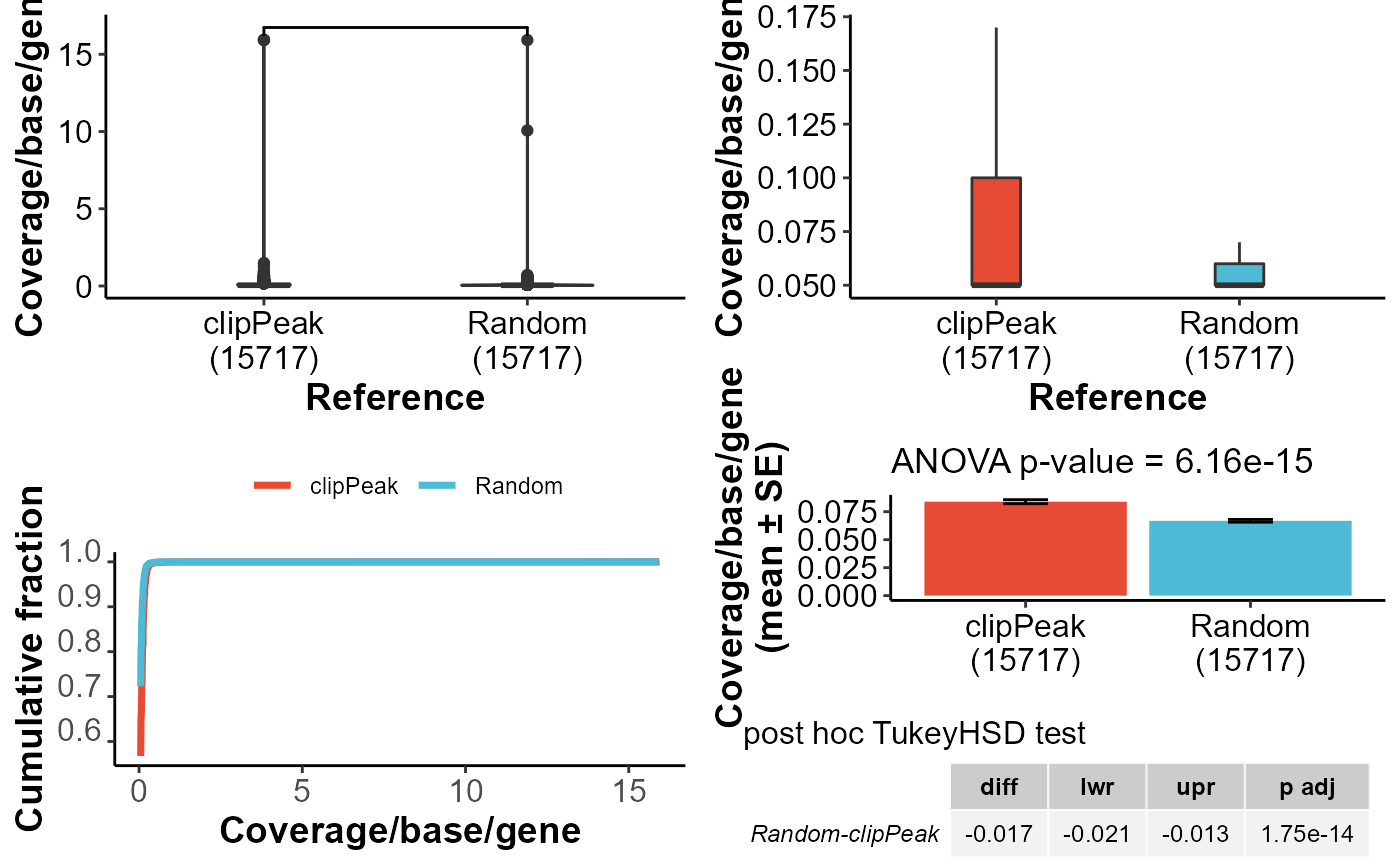 Coverage/base/gen
15
10
5
0
clipPeak
(15717)
Random
(15717)
Reference
Coverage/base/gen
0.175
0.150
0.125
0.100
0.075
0.050
clipPeak
(15717)
Random
(15717)
Reference
clipPeak
Random
Cumulative fraction
1.0
0.9
0.8
0.7
0.6
0
5
10
15
Coverage/base/gene
ANOVA p-value = 6.16e-15
Coverage/base/gene
(mean ± SE)
0.075
0.050
0.025
0.000
clipPeak
(15717)
Random
(15717)
post hoc TukeyHSD test
diff lwr upr p adj
Random-clipPeak -0.017 -0.021 -0.013 1.75e-14